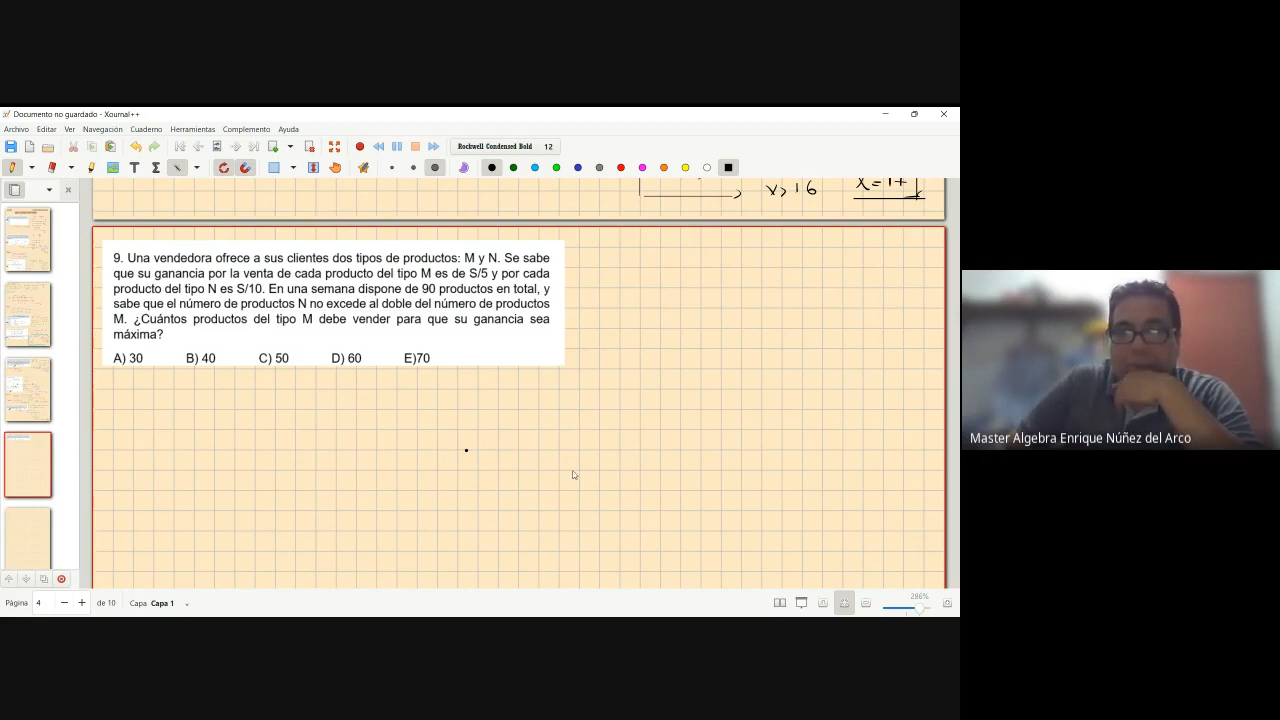 Documento no guardado - Xournal++
Archivo Editar Ver Navegación Cuaderno Herramientas Complemento Ayuda
Rockwell Condensed Bold 12
x>16 x=17
9. Una vendedora ofrece a sus clientes dos tipos de productos: M y N. Se sabe
que su ganancia por la venta de cada producto del tipo M es de S/5 y por cada
producto del tipo N es S/10. En una semana dispone de 90 productos en total, y
sabe que el número de productos N no excede al doble del número de productos
M. ¿Cuántos productos del tipo M debe vender para que su ganancia sea
máxima?
A) 30 B) 40 C) 50 D) 60 E)70
Master Algebra Enrique Núñez del Arco
Página 4 de 10 Capa Capa 1 286%